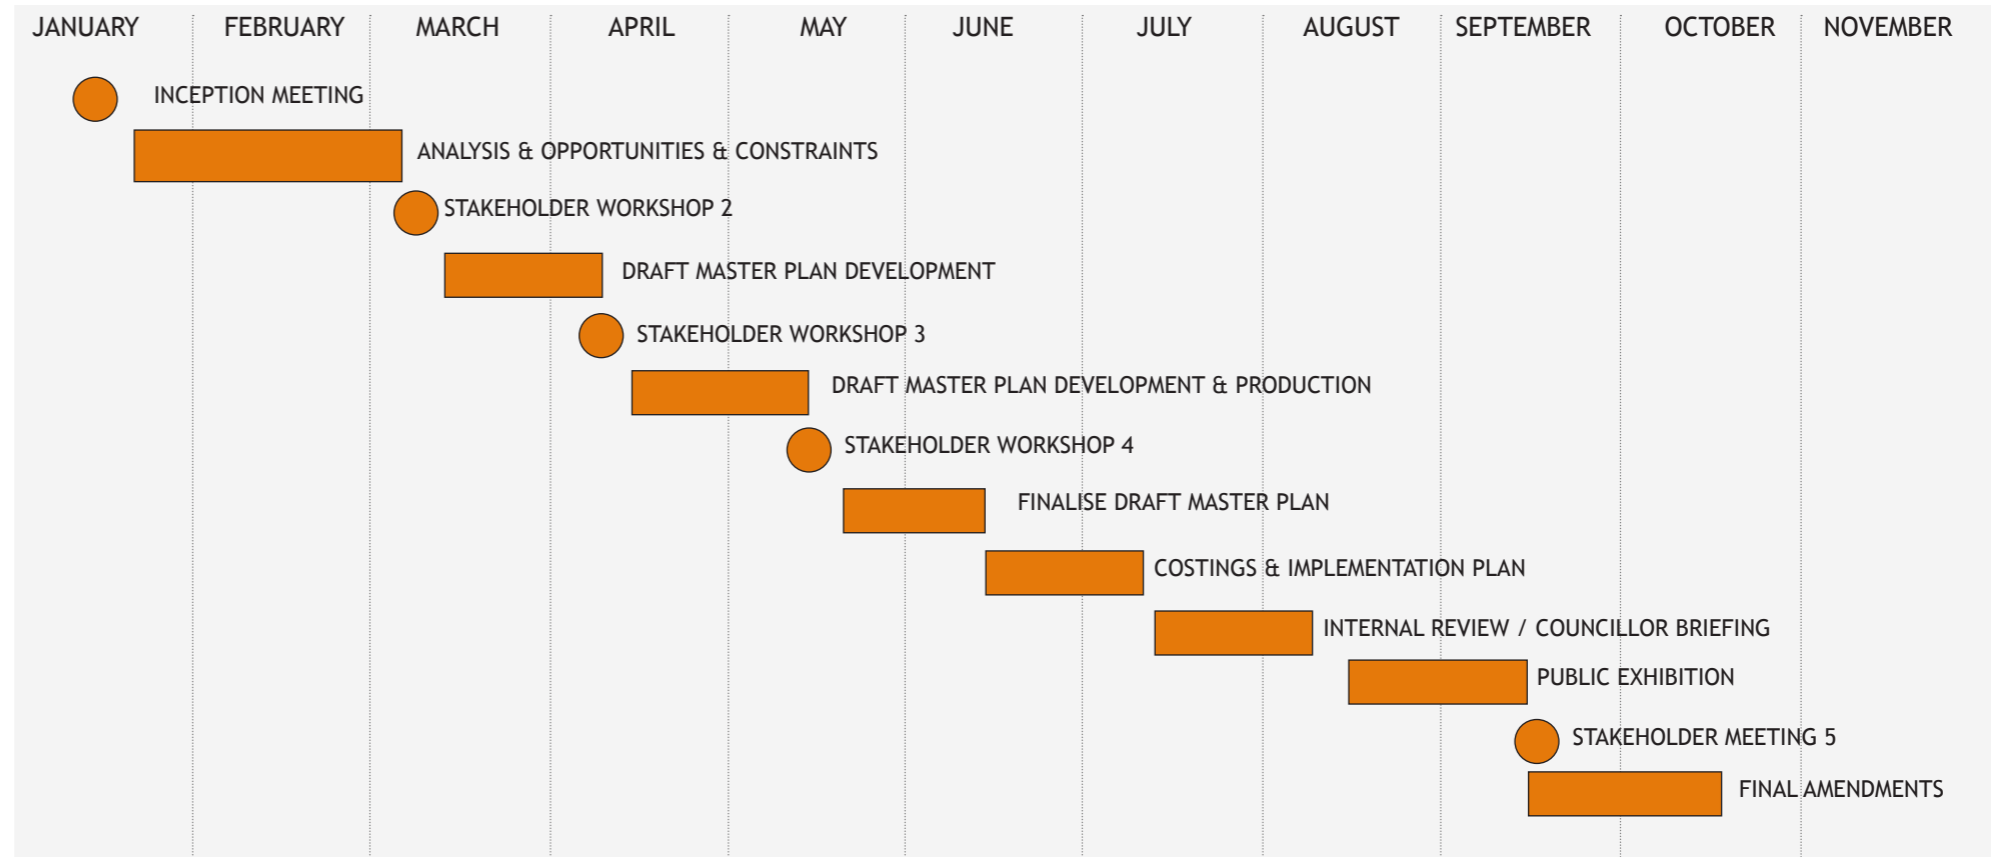 JANUARY FEBRUARY MARCH APRIL MAY JUNE JULY AUGUST SEPTEMBER OCTOBER NOVEMBER
INCEPTION MEETING
ANALYSIS & OPPORTUNITIES & CONSTRAINTS
STAKEHOLDER WORKSHOP 2
DRAFT MASTER PLAN DEVELOPMENT
STAKEHOLDER WORKSHOP 3
DRAFT MASTER PLAN DEVELOPMENT & PRODUCTION
STAKEHOLDER WORKSHOP 4
FINALISE DRAFT MASTER PLAN
COSTINGS & IMPLEMENTATION PLAN
INTERNAL REVIEW / COUNCILLOR BRIEFING
PUBLIC EXHIBITION
STAKEHOLDER MEETING 5
FINAL AMENDMENTS